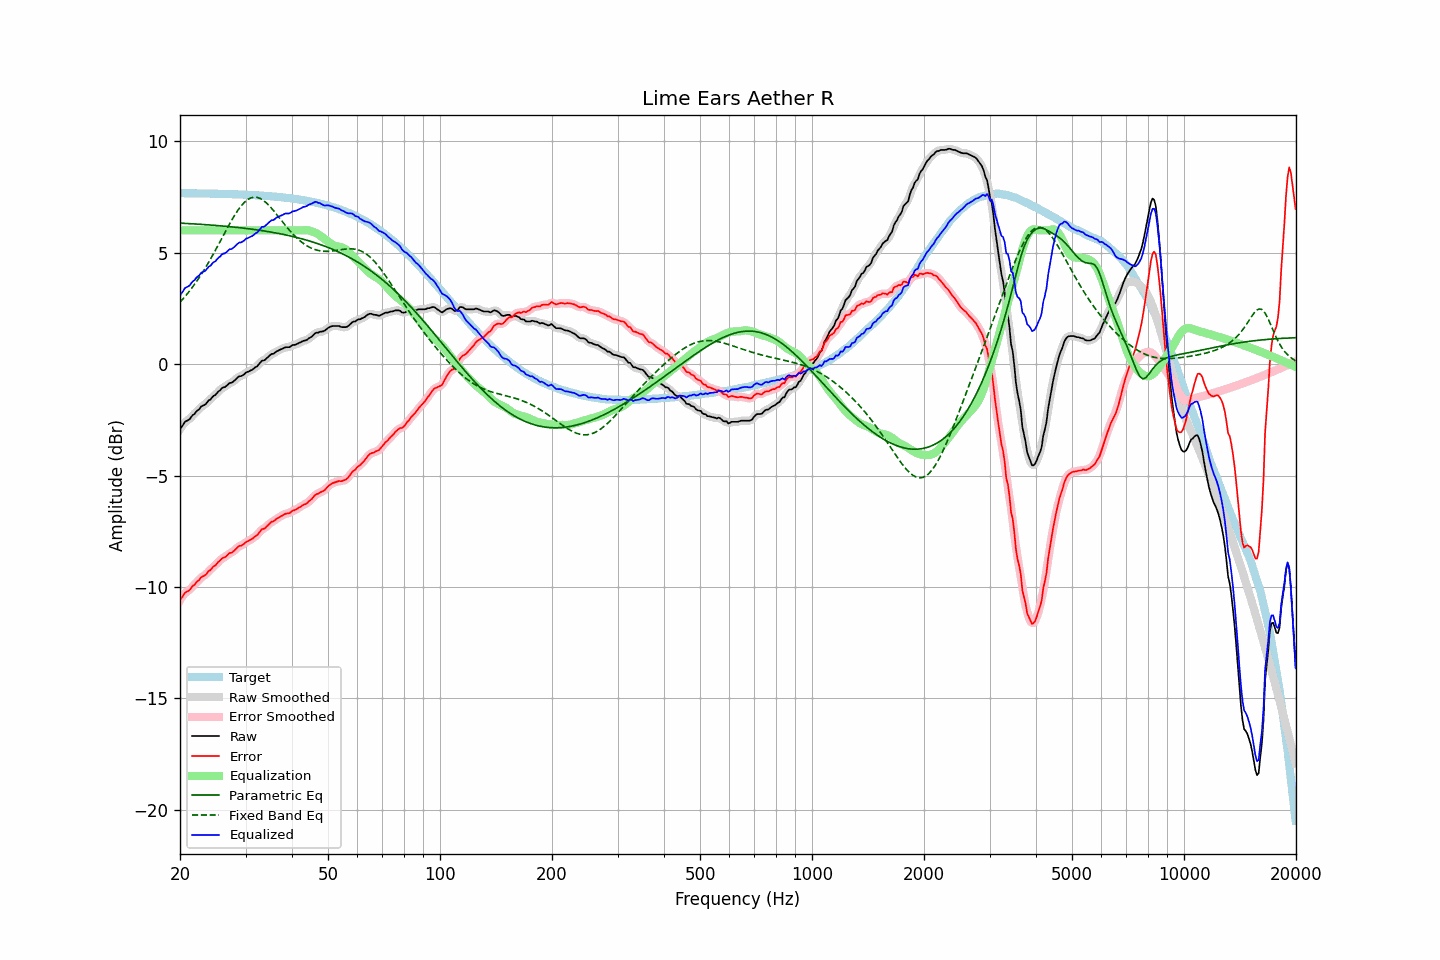 Lime Ears Aether R
10
5
0
−5
−10
−15
−20
Amplitude (dBr)
Target
Raw Smoothed
Error Smoothed
Raw
Error
Equalization
Parametric Eq
Fixed Band Eq
Equalized
20 50 100 200 500 1000 2000 5000 10000 20000
Frequency (Hz)